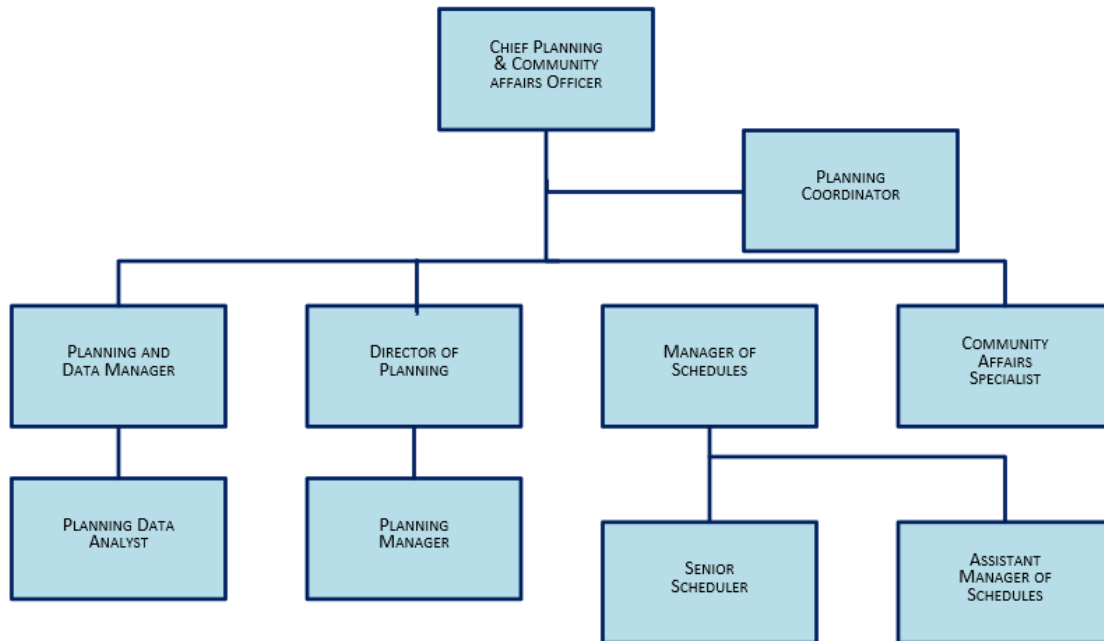 Chief Planning
& Community
affairs Officer
Planning
Coordinator
Planning and
Data Manager
Director of
Planning
Manager of
Schedules
Community
Affairs
Specialist
Planning Data
Analyst
Planning
Manager
Senior
Scheduler
Assistant
Manager of
Schedules